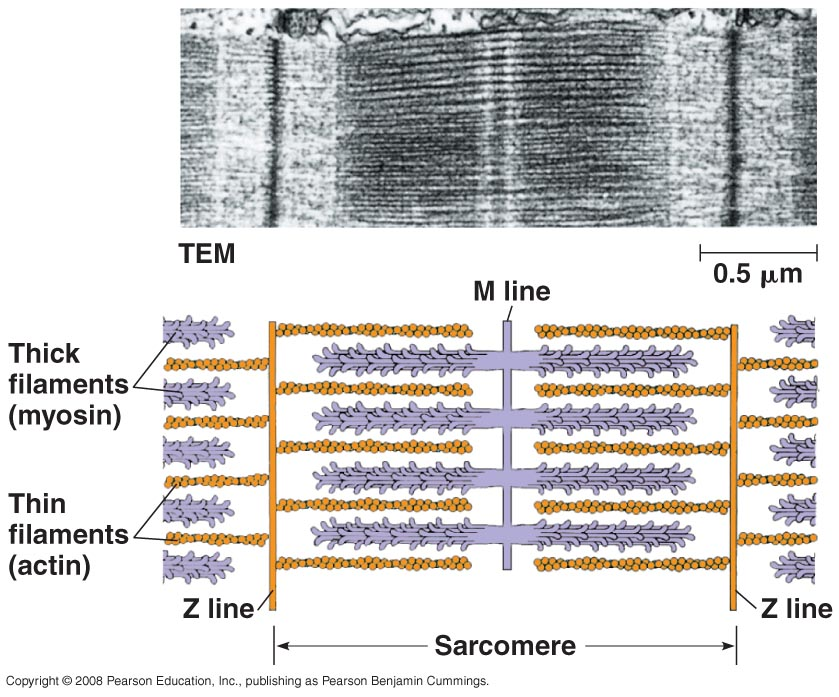 TEM
0.5 µm
M line
Thick
filaments
(myosin)
Thin
filaments
(actin)
Z line
Z line
Sarcomere
Copyright © 2008 Pearson Education, Inc., publishing as Pearson Benjamin Cummings.